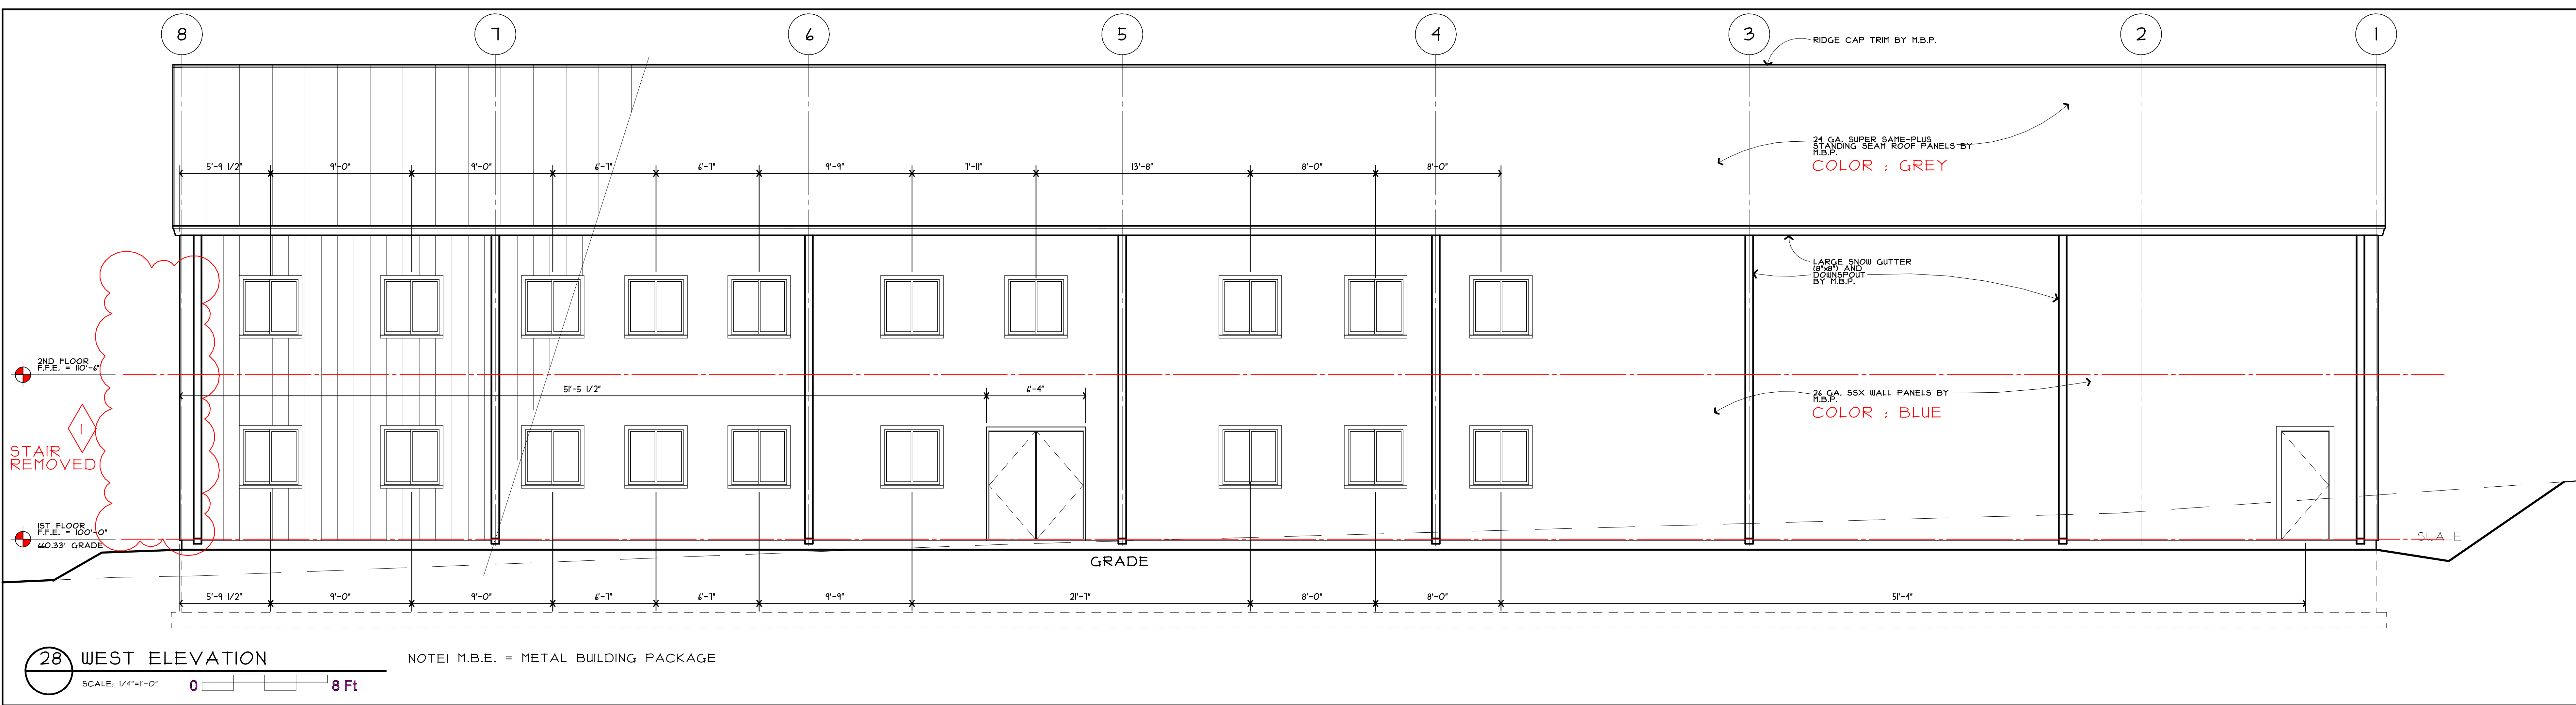 8 7 6 5 4 3 2 1
RIDGE CAP TRIM BY M.B.P.
24 GA. SUPER SAME-PLUS
STANDING SEAM ROOF PANELS BY
M.B.P.
COLOR : GREY
5'-9 1/2" 9'-0" 9'-0" 6'-7" 6'-7" 9'-9" 7'-11" 13'-8" 8'-0" 8'-0"
LARGE SNOW GUTTER
(8"x8") AND
DOWNSPOUT
BY M.B.P.
2ND FLOOR
F.F.E. = 110'-6"
51'-5 1/2" 6'-4"
26 GA. SSX WALL PANELS BY
M.B.P.
COLOR : BLUE
1
STAIR
REMOVED
1ST FLOOR
F.F.E. = 100'-0"
660.33' GRADE
SWALE
GRADE
5'-9 1/2" 9'-0" 9'-0" 6'-7" 6'-7" 9'-9" 21'-7" 8'-0" 8'-0" 51'-4"
28 WEST ELEVATION
SCALE: 1/4"=1'-0"
0 8 Ft
NOTE! M.B.E. = METAL BUILDING PACKAGE